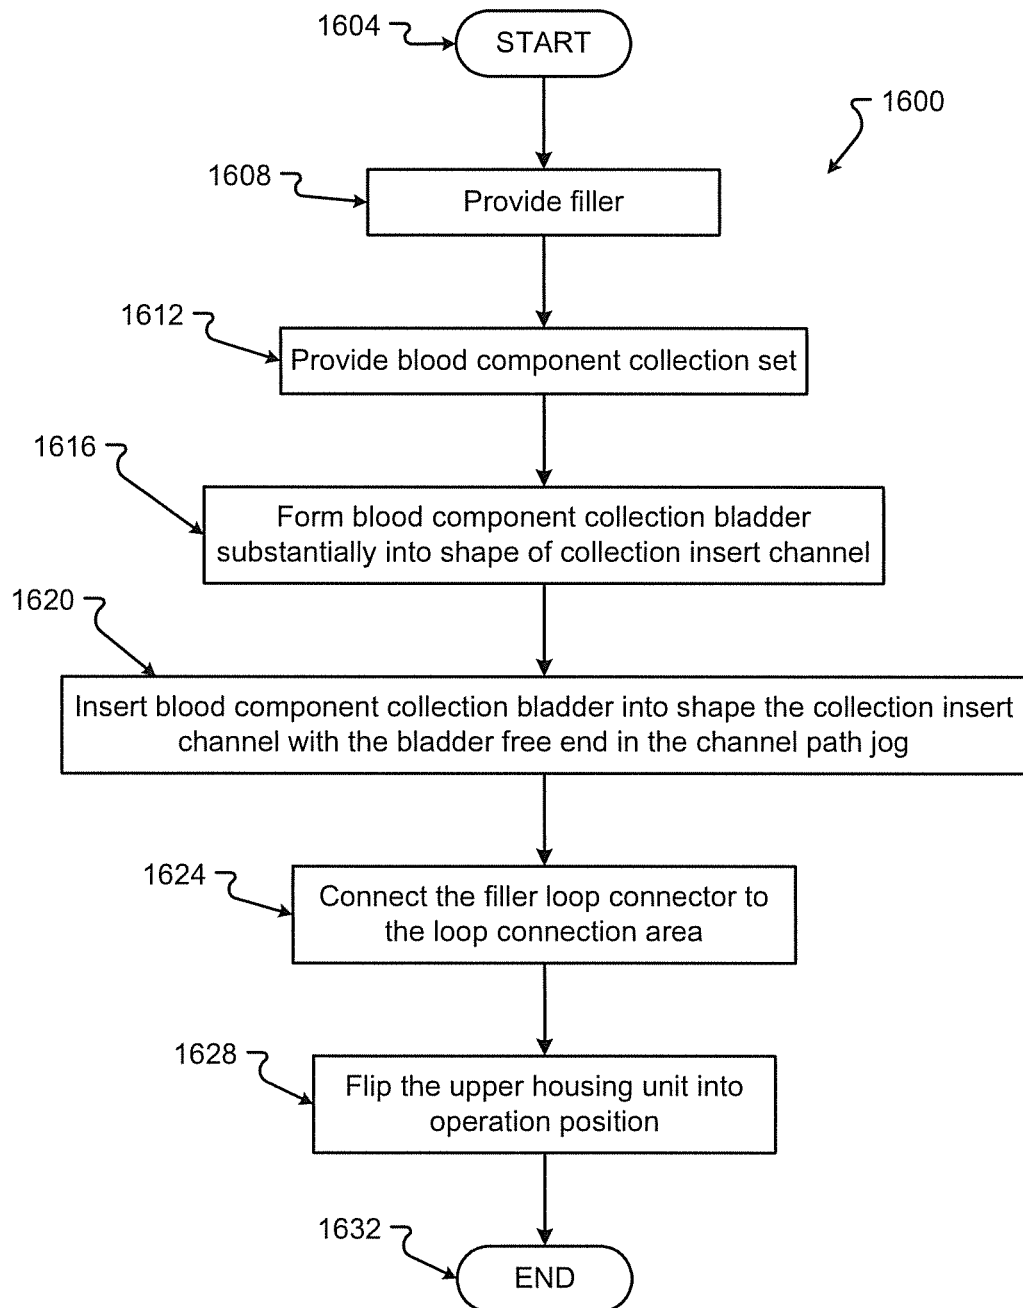 1604
START
1600
1608
Provide filler
1612
Provide blood component collection set
1616
Form blood component collection bladder
substantially into shape of collection insert channel
1620
Insert blood component collection bladder into shape the collection insert
channel with the bladder free end in the channel path jog
1624
Connect the filler loop connector to
the loop connection area
1628
Flip the upper housing unit into
operation position
1632
END